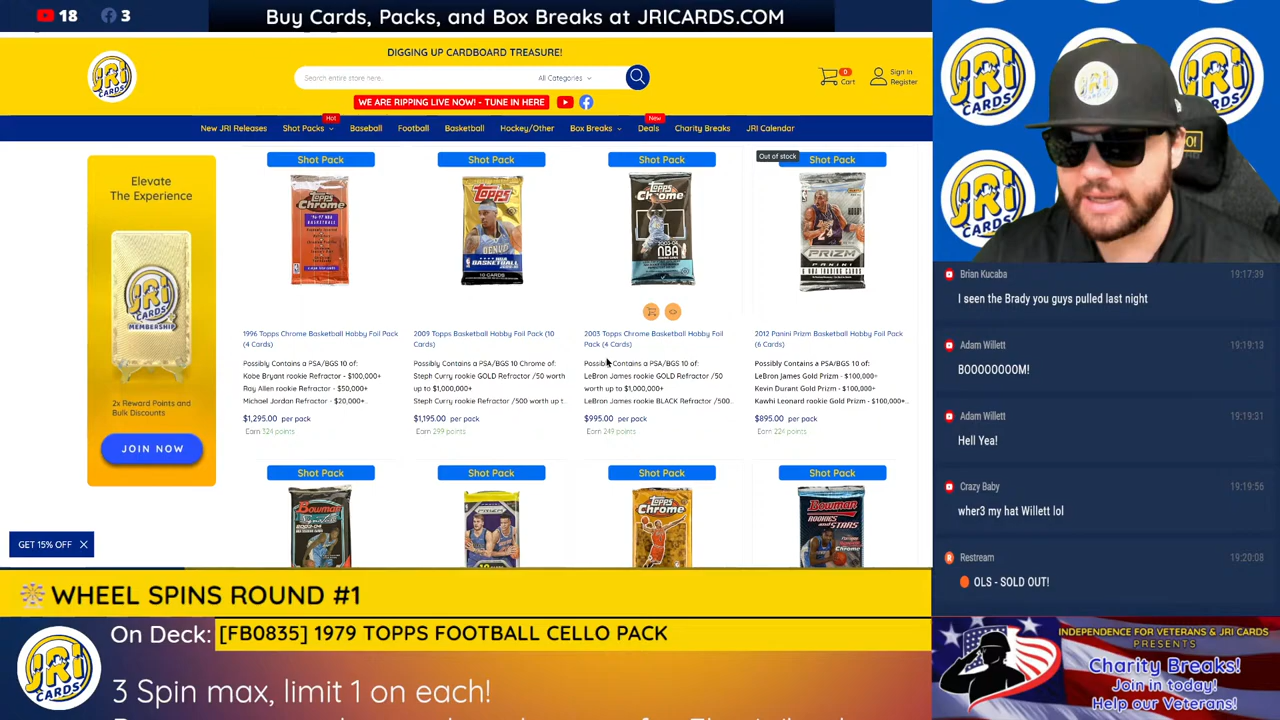 18 3
Buy Cards, Packs, and Box Breaks at JRICARDS.COM
DIGGING UP CARDBOARD TREASURE!
JRI CARDS
Search entire store here... All Categories
0 Cart
Sign In
Register
WE ARE RIPPING LIVE NOW! - TUNE IN HERE
Hot
New
New JRI Releases Shot Packs Baseball Football Basketball Hockey/Other Box Breaks Deals Charity Breaks JRI Calendar
Elevate
The Experience
JRI
MEMBERSHIP
2x Reward Points and
Bulk Discounts
JOIN NOW
GET 15% OFF X
Shot Pack Shot Pack Shot Pack Out of stock Shot Pack
1996 Topps Chrome Basketball Hobby Foil Pack
(4 Cards)
Possibly Contains a PSA/BGS 10 of:
Kobe Bryant rookie Refractor - $100,000+
Ray Allen rookie Refractor - $50,000+
Michael Jordan Refractor - $20,000+..
$1,295.00 per pack
Earn 324 points
2009 Topps Basketball Hobby Foil Pack (10
Cards)
Possibly Contains a PSA/BGS 10 Chrome of:
Steph Curry rookie GOLD Refractor /50 worth
up to $1,000,000+
Steph Curry rookie Refractor /500 worth up t..
$1,195.00 per pack
Earn 299 points
2003 Topps Chrome Basketball Hobby Foil
Pack (4 Cards)
Possibly Contains a PSA/BGS 10 of:
LeBron James rookie GOLD Refractor /50
worth up to $1,000,000+
LeBron James rookie BLACK Refractor /500..
$995.00 per pack
Earn 249 points
2012 Panini Prizm Basketball Hobby Foil Pack
(6 Cards)
Possibly Contains a PSA/BGS 10 of:
LeBron James Gold Prizm - $100,000+
Kevin Durant Gold Prizm - $100,000+
Kawhi Leonard rookie Gold Prizm - $100,000+..
$895.00 per pack
Earn 224 points
Shot Pack Shot Pack Shot Pack Shot Pack
Brian Kucaba 19:17:39
I seen the Brady you guys pulled last night
Adam Willett 19:19:13
BOOOOOOOOM!
Adam Willett 19:19:31
Hell Yea!
Crazy Baby 19:19:56
wher3 my hat Willett lol
Restream 19:20:08
OLS - SOLD OUT!
WHEEL SPINS ROUND #1
JRI CARDS
On Deck: [FB0835] 1979 TOPPS FOOTBALL CELLO PACK
3 Spin max, limit 1 on each!
INDEPENDENCE FOR VETERANS & JRI CARDS
PRESENTS
Charity Breaks!
Join in today!
Help our Veterans!